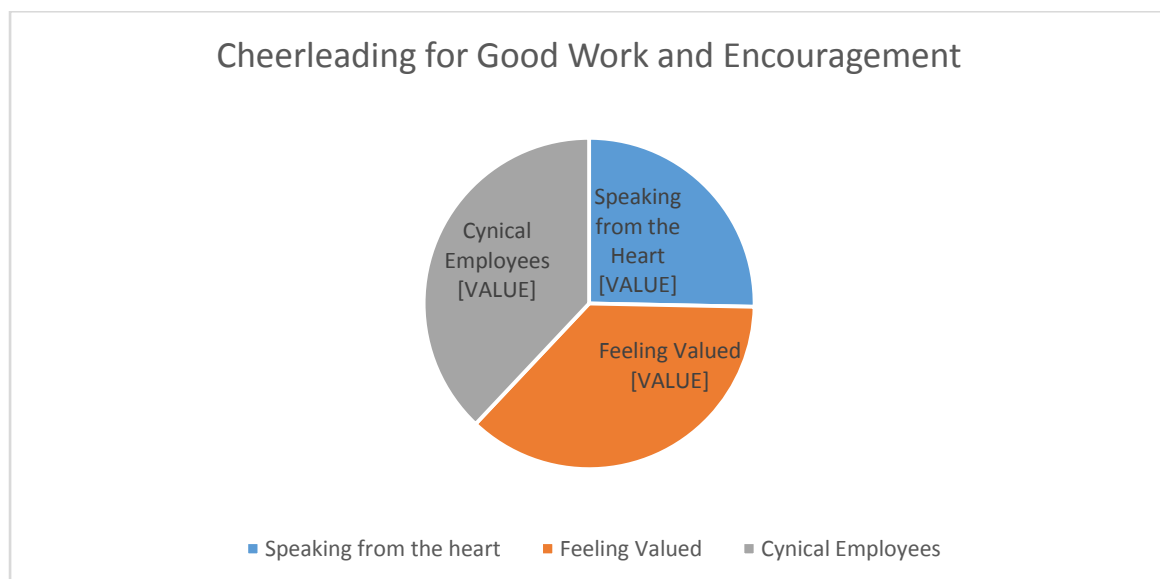 Cheerleading for Good Work and Encouragement
Speaking
from the
Heart
[VALUE]
Feeling Valued
[VALUE]
Cynical
Employees
[VALUE]
Speaking from the heart
Feeling Valued
Cynical Employees